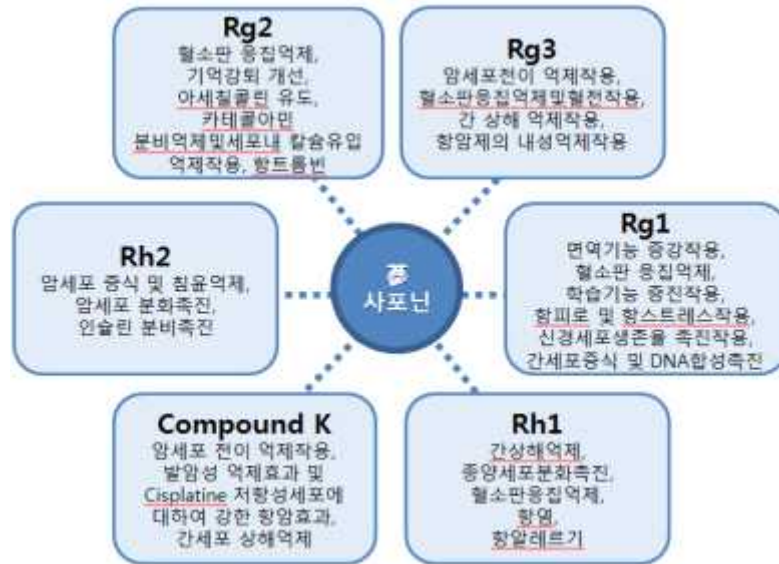 Rg2
혈소판 응집억제,
기억감퇴 개선,
아세칠콜린 유도,
카테콜아민
분비억제및세포내 칼슘유입
억제작용, 항트롬빈
Rg3
암세포전이 억제작용,
혈소판응집억제및혈전작용,
간 상해 억제작용,
항암제의 내성억제작용
Rh2
암세포 증식 및 침윤억제,
암세포 분화촉진,
인슐린 분비촉진
사포닌
Rg1
면역기능 증강작용,
혈소판 응집억제,
학습기능 증진작용,
항피로 및 항스트레스작용,
신경세포생존율 촉진작용,
간세포증식 및 DNA합성촉진
Compound K
암세포 전이 억제작용,
발암성 억제효과 및
Cisplatine 저항성세포에
대하여 강한 항암효과,
간세포 상해억제
Rh1
간상해억제,
종양세포분화촉진,
혈소판응집억제,
항염,
항알레르기